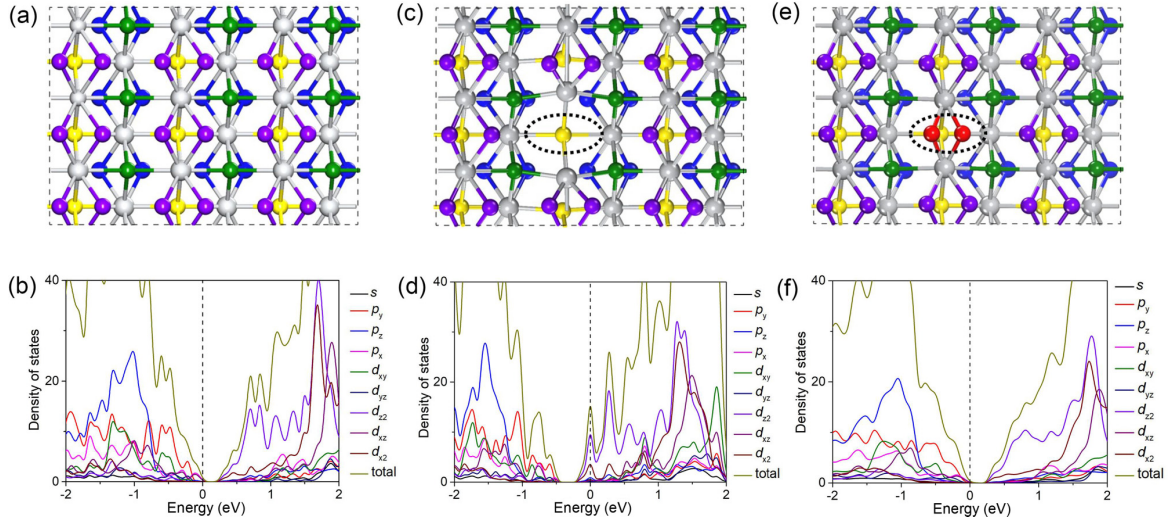 (a)
(c)
(e)
(b)
40
20
0
Density of states
-2
-1
0
1
2
Energy (eV)
s
py
pz
px
dxy
dyz
dz2
dxz
dx2
total
(d)
40
20
0
Density of states
-2
-1
0
1
2
Energy (eV)
s
py
pz
px
dxy
dyz
dz2
dxz
dx2
total
(f)
40
20
0
Density of states
-2
-1
0
1
2
Energy (eV)
s
py
pz
px
dxy
dyz
dz2
dxz
dx2
total